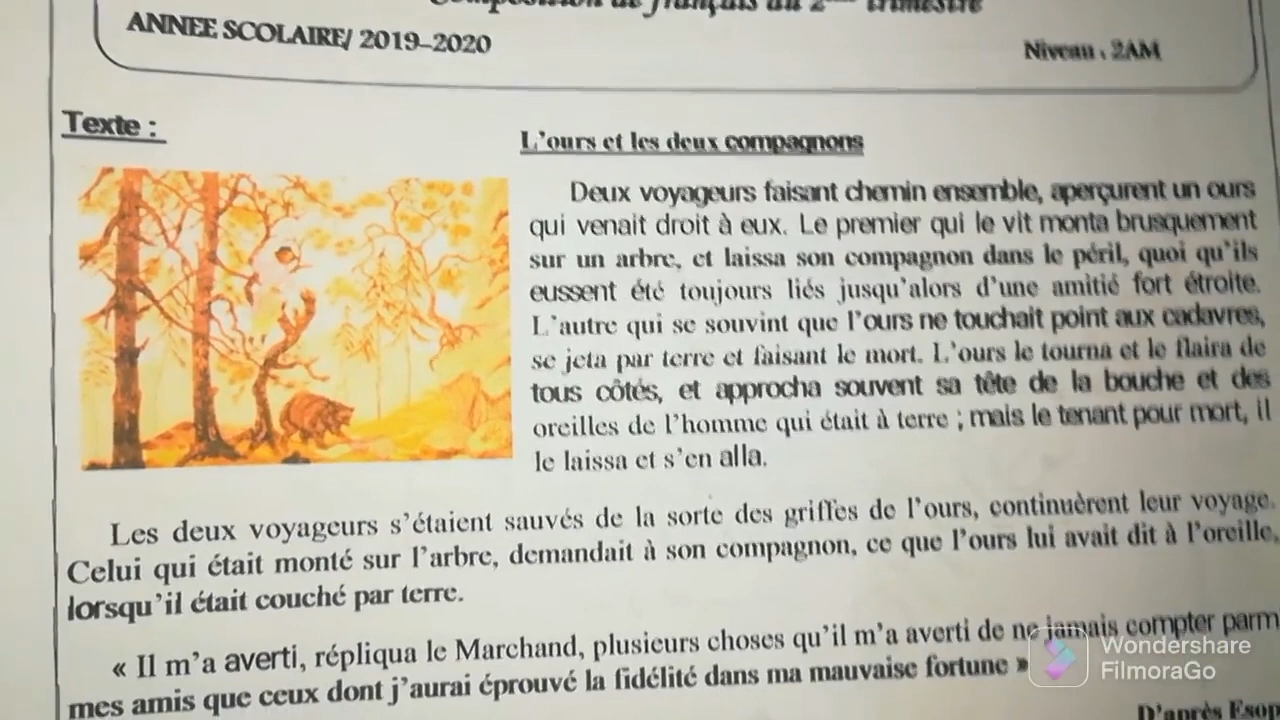 Composition de français du 2ème trimestre
ANNEE SCOLAIRE/ 2019–2020
Niveau : 2AM
Texte :
L'ours et les deux compagnons
Deux voyageurs faisant chemin ensemble, aperçurent un ours
qui venait droit à eux. Le premier qui le vit monta brusquement
sur un arbre, et laissa son compagnon dans le péril, quoi qu'ils
eussent été toujours liés jusqu'alors d'une amitié fort étroite.
L'autre qui se souvint que l'ours ne touchait point aux cadavres,
se jeta par terre et faisant le mort. L'ours le tourna et le flaira de
tous côtés, et approcha souvent sa tête de la bouche et des
oreilles de l'homme qui était à terre ; mais le tenant pour mort, il
le laissa et s'en alla.
Les deux voyageurs s'étaient sauvés de la sorte des griffes de l'ours, continuèrent leur voyage.
Celui qui était monté sur l'arbre, demandait à son compagnon, ce que l'ours lui avait dit à l'oreille,
lorsqu'il était couché par terre.
« Il m'a averti, répliqua le Marchand, plusieurs choses qu'il m'a averti de ne jamais compter parm
mes amis que ceux dont j'aurai éprouvé la fidélité dans ma mauvaise fortune »
D'après Esop
Wondershare
FilmoraGo